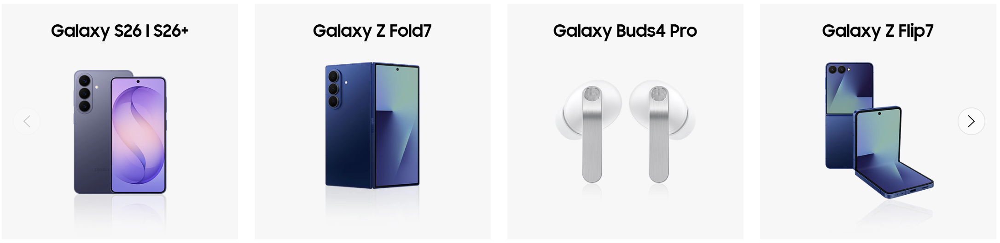 Galaxy S26 | S26+
Galaxy Z Fold7
Galaxy Buds4 Pro
Galaxy Z Flip7